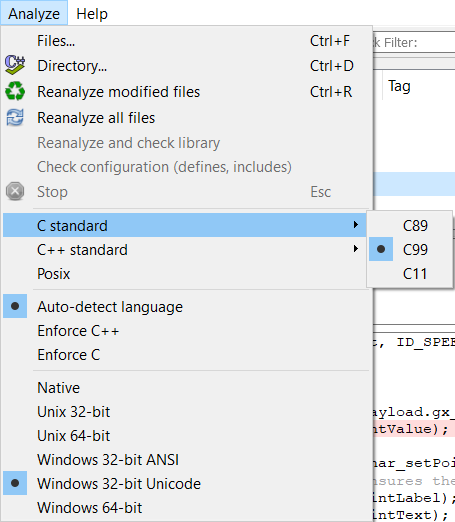 Analyze Help
Files... Ctrl+F
Filter:
Directory... Ctrl+D
Reanalyze modified files Ctrl+R
Tag
Reanalyze all files
Reanalyze and check library
Check configuration (defines, includes)
Stop Esc
C standard
C89
C++ standard
C99
Posix
C11
Auto-detect language
Enforce C++
, ID_SPEE
Enforce C
Native
Unix 32-bit
ayload.gx_
Unix 64-bit
ntValue);
Windows 32-bit ANSI
nar_setPoi
Windows 32-bit Unicode
nsures the
intLabel);
Windows 64-bit
intText);